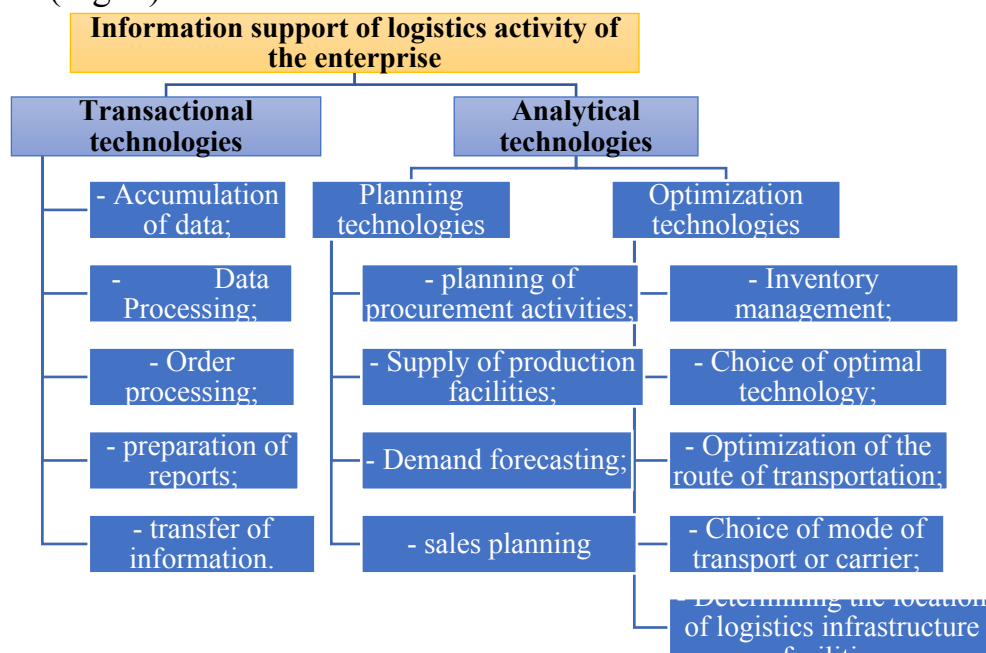 Information support of logistics activity of
the enterprise
Transactional
technologies
Analytical
technologies
- Accumulation
of data;
- Data
Processing;
- Order
processing;
- preparation of
reports;
- transfer of
information.
Planning
technologies
- planning of
procurement activities;
- Supply of production
facilities;
- Demand forecasting;
- sales planning
Optimization
technologies
- Inventory
management;
- Choice of optimal
technology;
- Optimization of the
route of transportation;
- Choice of mode of
transport or carrier;
- Determining the location
of logistics infrastructure